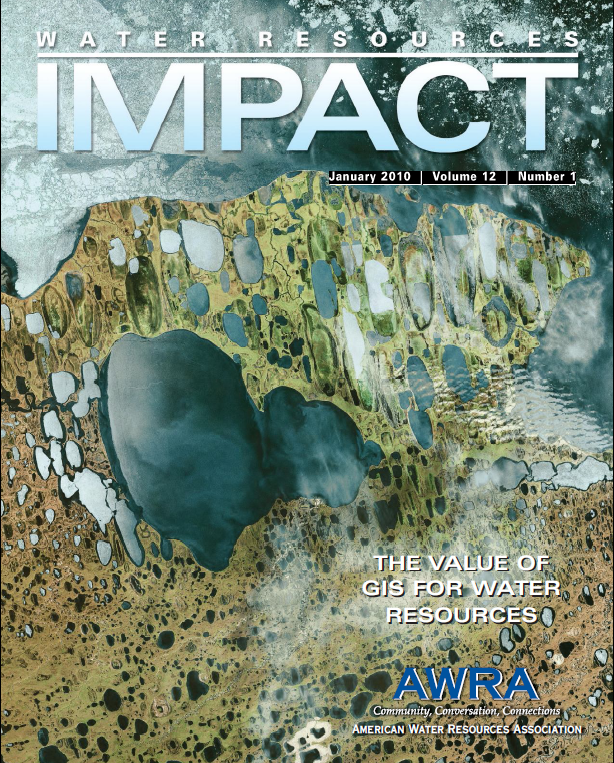 WATER RESOURCES
IMPACT
January 2010 | Volume 12 | Number 1
THE VALUE OF
GIS FOR WATER
RESOURCES
AWRA
Community, Conversation, Connections
AMERICAN WATER RESOURCES ASSOCIATION